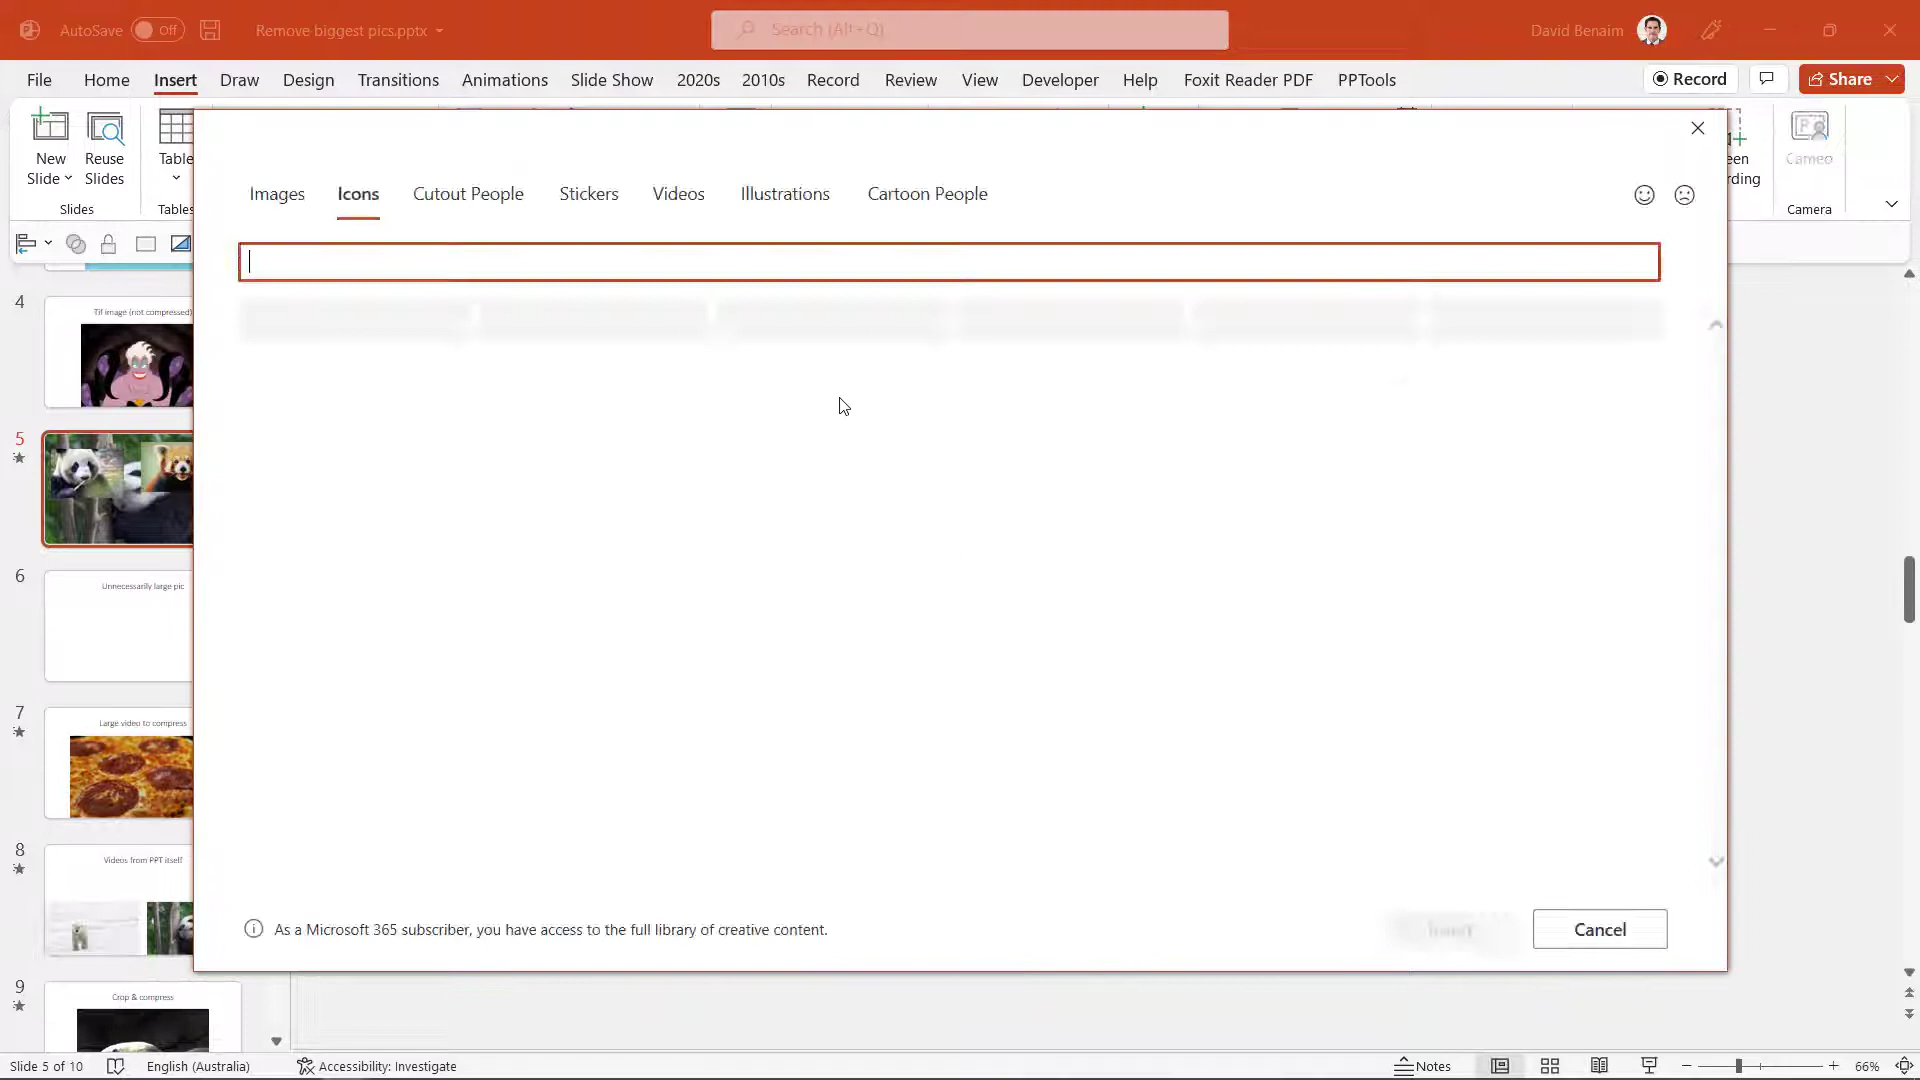 AutoSave Off Remove biggest pics.pptx Search (Alt+Q) David Benaim
File Home Insert Draw Design Transitions Animations Slide Show 2020s 2010s Record Review View Developer Help Foxit Reader PDF PPTools Record Share
New Slide
Reuse Slides
Table
een
rding
Cameo
Slides
Tables
Camera
Images Icons Cutout People Stickers Videos Illustrations Cartoon People
4
Tif image (not compressed)
5
6
Unnecessarily large pic
7
Large video to compress
8
Videos from PPT itself
9
Crop & compress
As a Microsoft 365 subscriber, you have access to the full library of creative content.
Insert
Cancel
Slide 5 of 10 English (Australia) Accessibility: Investigate Notes 66%